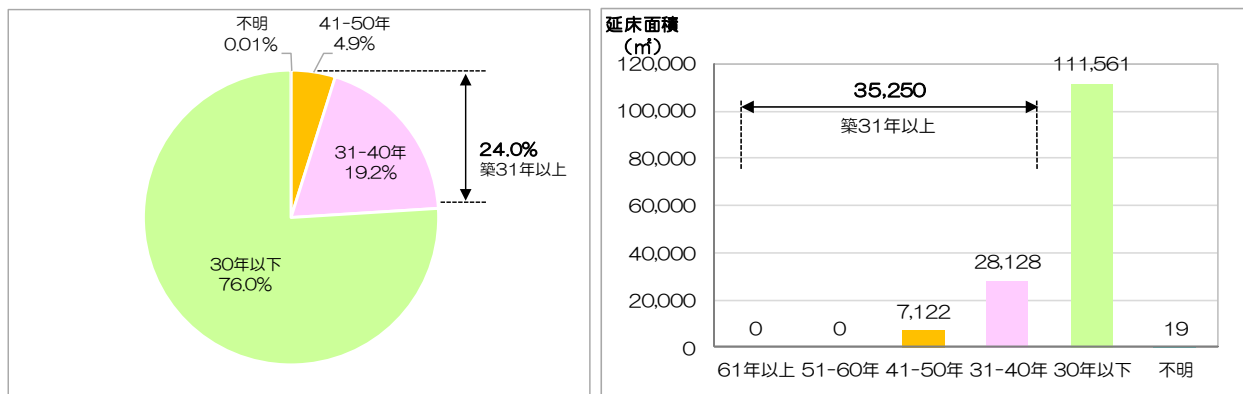 不明
0.01%
41-50年
4.9%
31-40年
19.2%
24.0%
築31年以上
30年以下
76.0%
延床面積
(㎡)
120,000
100,000
80,000
60,000
40,000
20,000
0
35,250
築31年以上
0
0
7,122
28,128
111,561
19
61年以上 51-60年 41-50年 31-40年 30年以下 不明